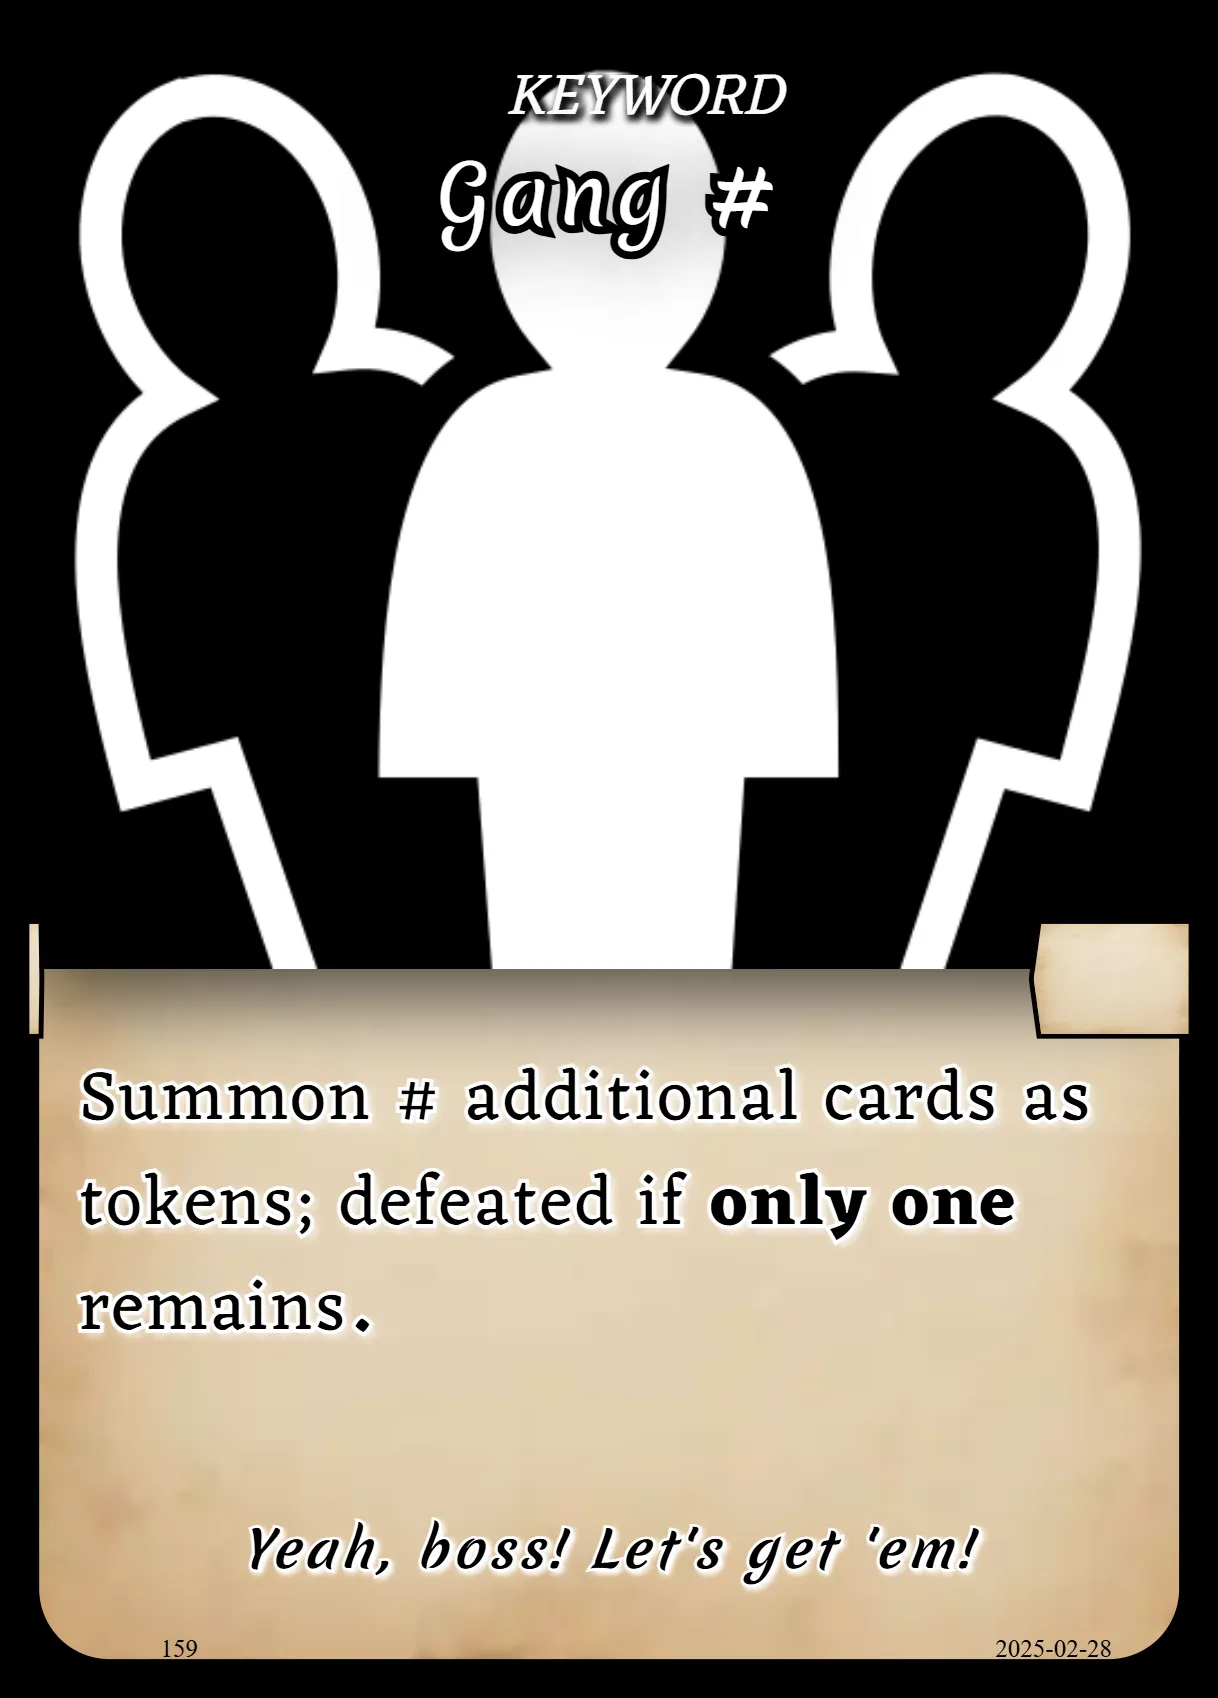 KEYWORD
Gang #
Summon # additional cards as
tokens; defeated if only one
remains.
Yeah, boss! Let's get 'em!
159
2025-02-28